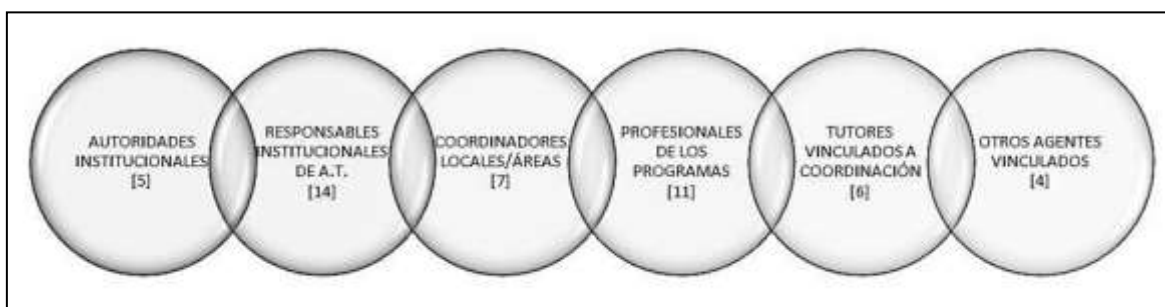 AUTORIDADES
INSTITUCIONALES
[5]
RESPONSABLES
INSTITUCIONALES
DE A.T.
[14]
COORDINADORES
LOCALES/ÁREAS
[7]
PROFESIONALES
DE LOS
PROGRAMAS
[11]
TUTORES
VINCULADOS A
COORDINACIÓN
[6]
OTROS AGENTES
VINCULADOS
[4]